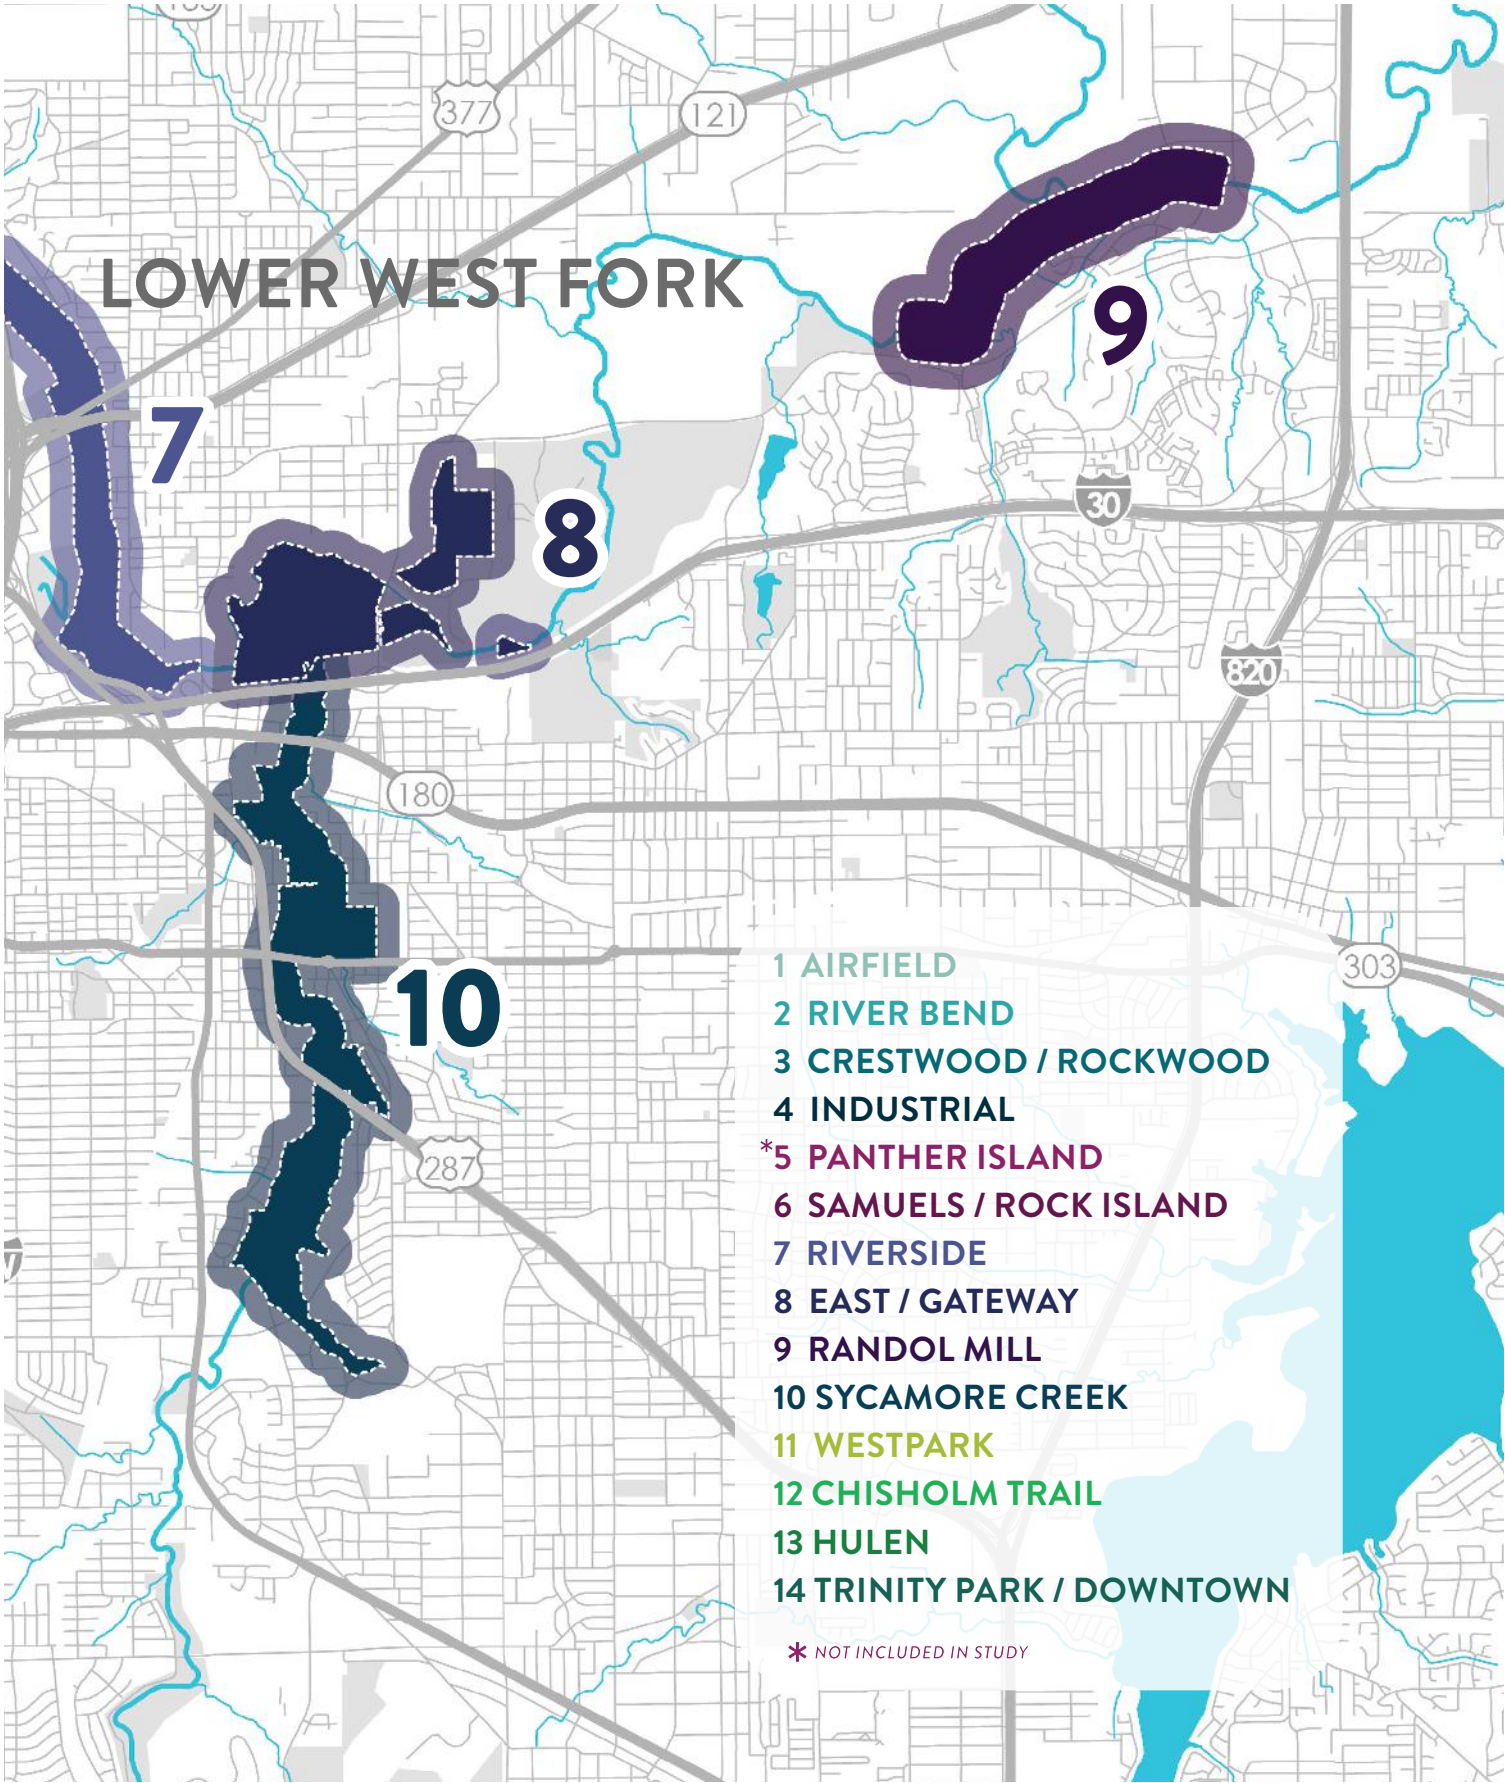 377
121
LOWER WEST FORK
9
7
30
8
820
180
10
303
287
1 AIRFIELD
2 RIVER BEND
3 CRESTWOOD / ROCKWOOD
4 INDUSTRIAL
*5 PANTHER ISLAND
6 SAMUELS / ROCK ISLAND
7 RIVERSIDE
8 EAST / GATEWAY
9 RANDOL MILL
10 SYCAMORE CREEK
11 WESTPARK
12 CHISHOLM TRAIL
13 HULEN
14 TRINITY PARK / DOWNTOWN
* NOT INCLUDED IN STUDY